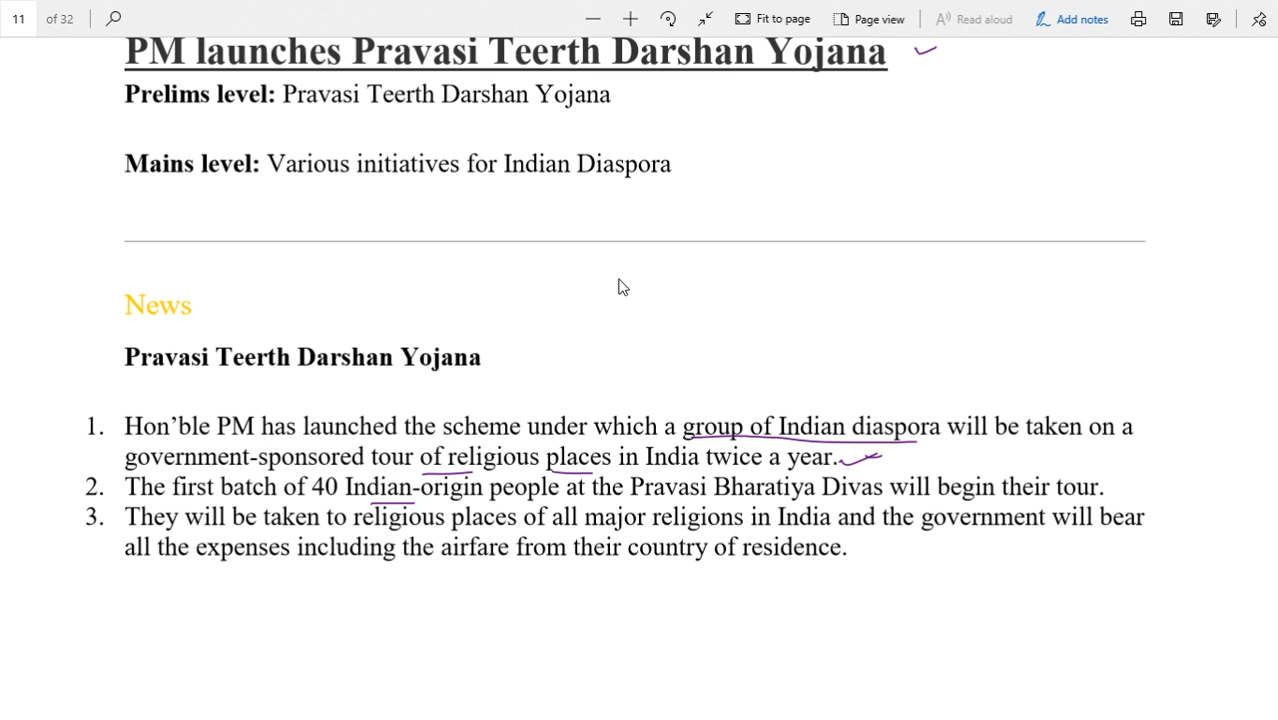 11 of 32 Fit to page Page view Read aloud Add notes
PM launches Pravasi Teerth Darshan Yojana
Prelims level: Pravasi Teerth Darshan Yojana
Mains level: Various initiatives for Indian Diaspora
News
Pravasi Teerth Darshan Yojana
1. Hon’ble PM has launched the scheme under which a group of Indian diaspora will be taken on a
government-sponsored tour of religious places in India twice a year.
2. The first batch of 40 Indian-origin people at the Pravasi Bharatiya Divas will begin their tour.
3. They will be taken to religious places of all major religions in India and the government will bear
all the expenses including the airfare from their country of residence.